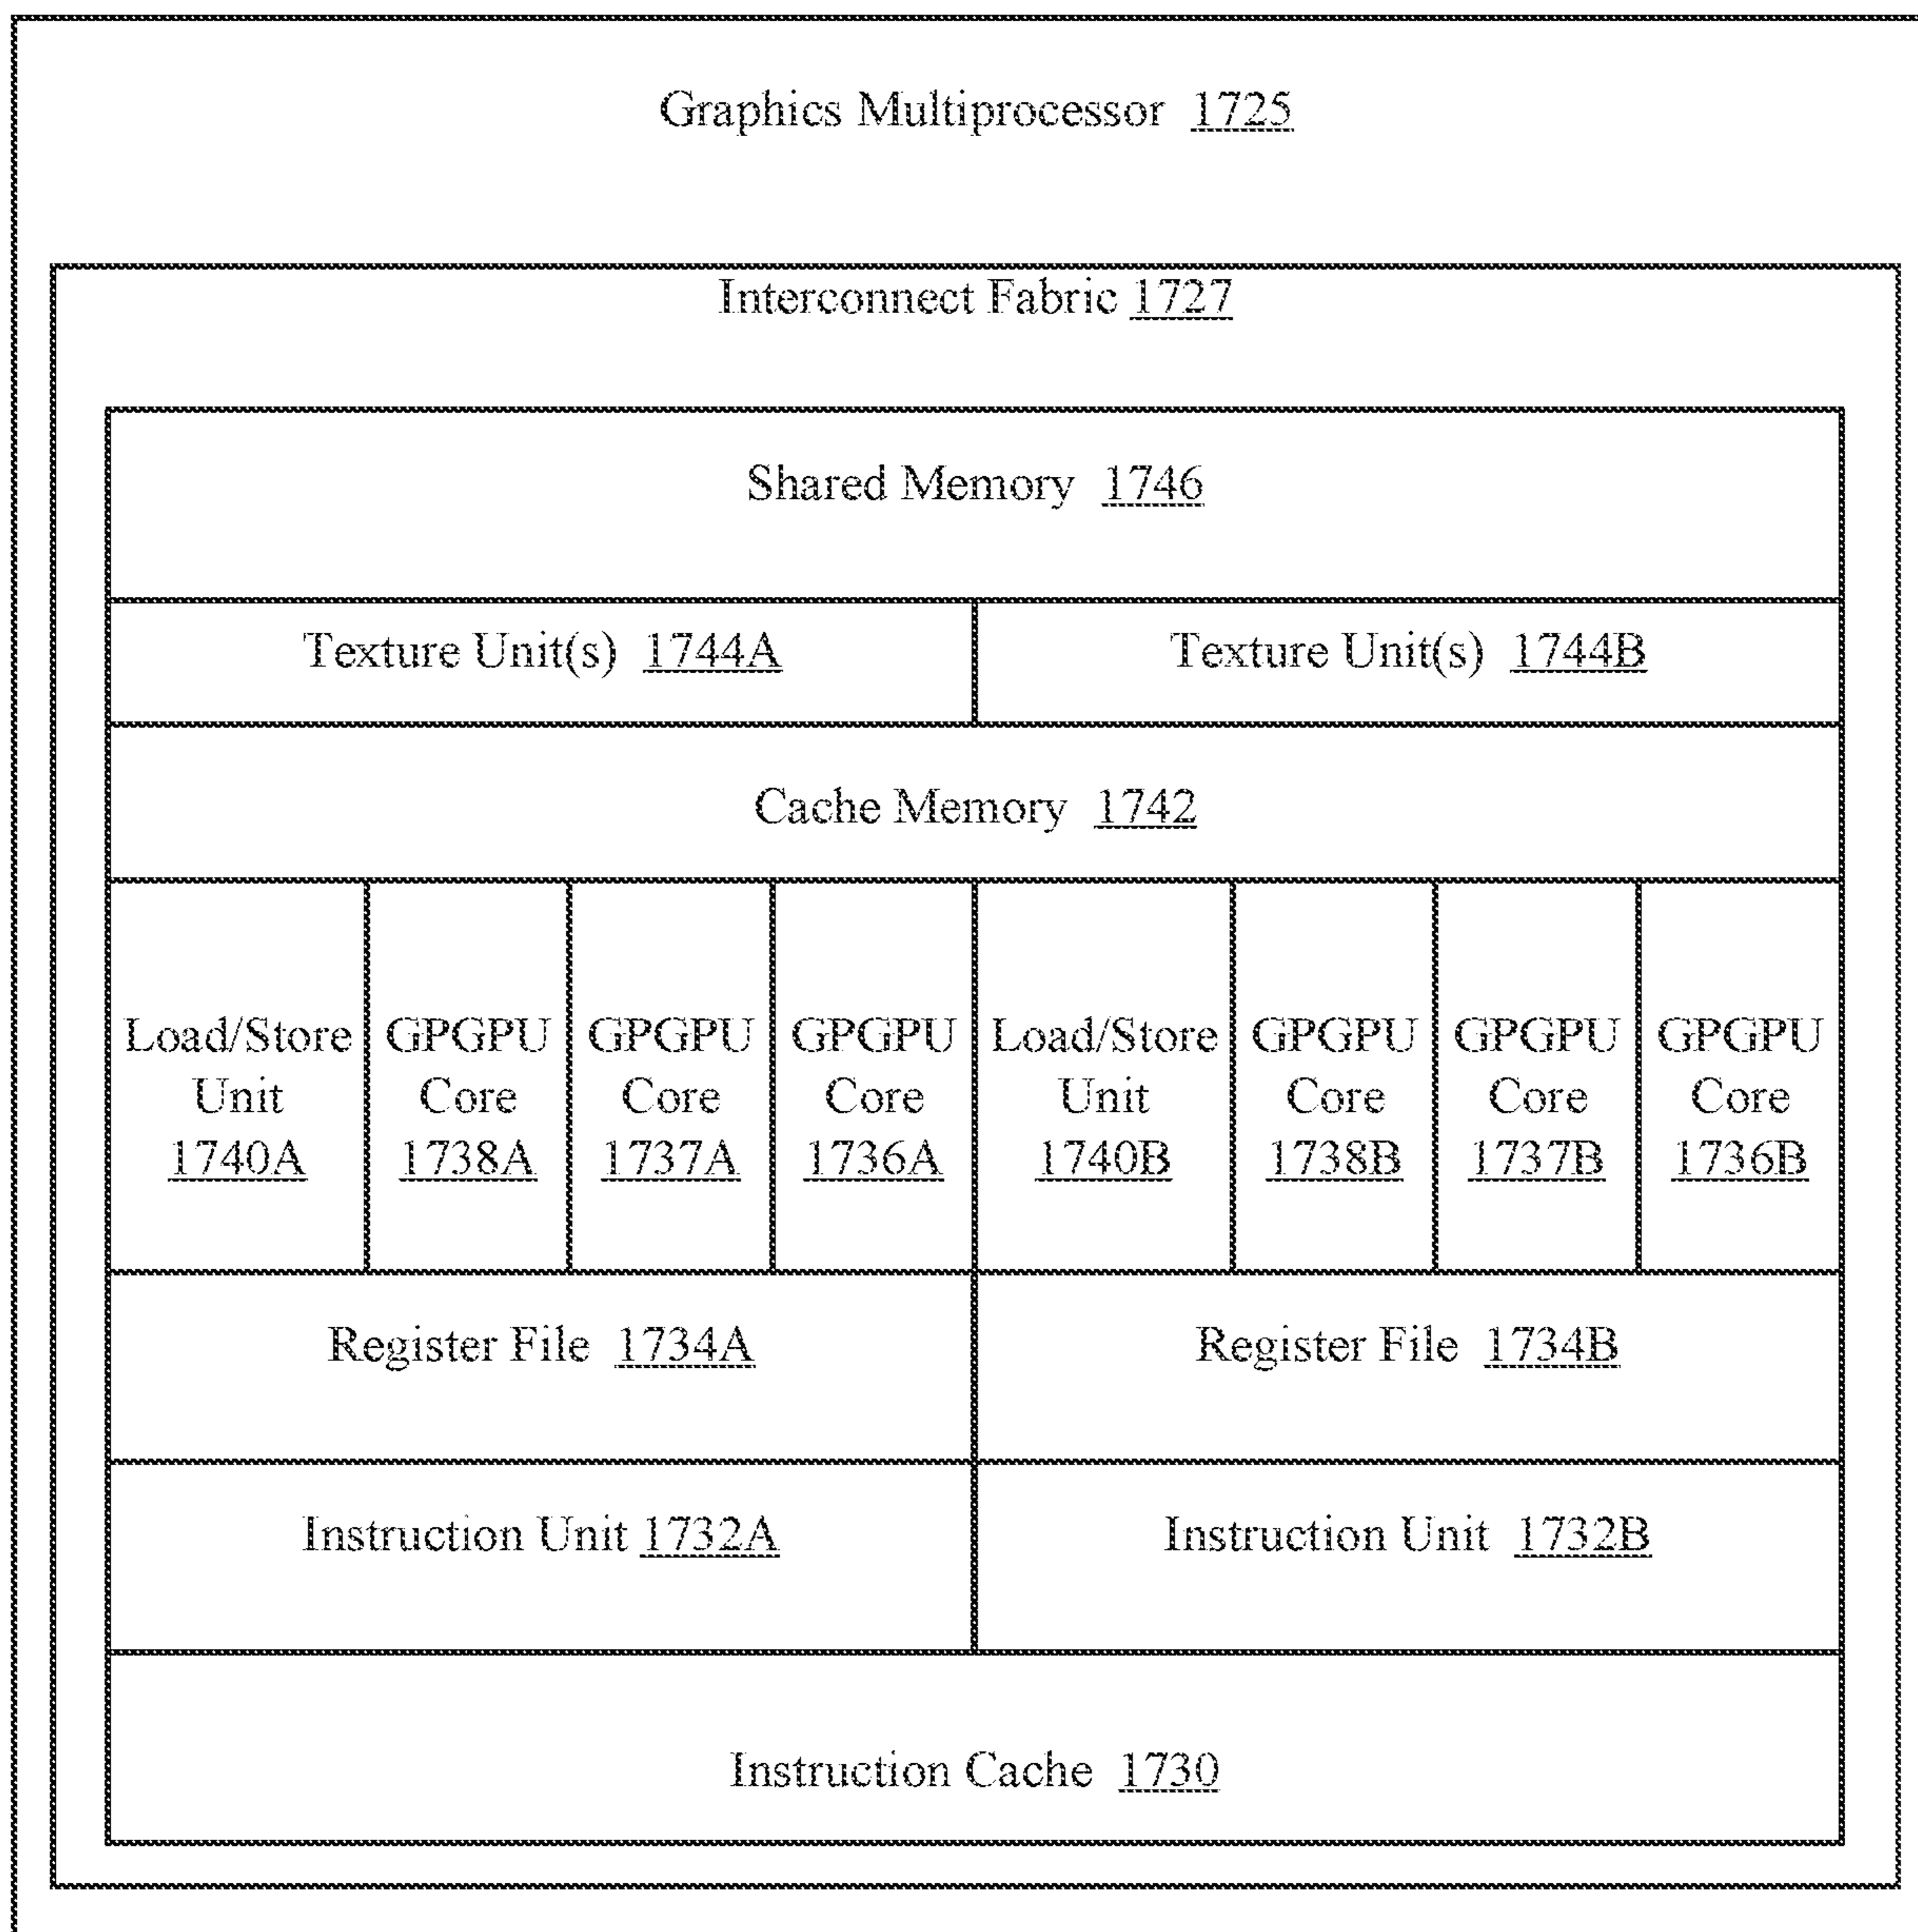 Graphics Multiprocessor 1725
Interconnect Fabric 1727
Shared Memory 1746
Texture Unit(s) 1744A
Texture Unit(s) 1744B
Cache Memory 1742
Load/Store
Unit
1740A
GPGPU
Core
1738A
GPGPU
Core
1737A
GPGPU
Core
1736A
Load/Store
Unit
1740B
GPGPU
Core
1738B
GPGPU
Core
1737B
GPGPU
Core
1736B
Register File 1734A
Register File 1734B
Instruction Unit 1732A
Instruction Unit 1732B
Instruction Cache 1730